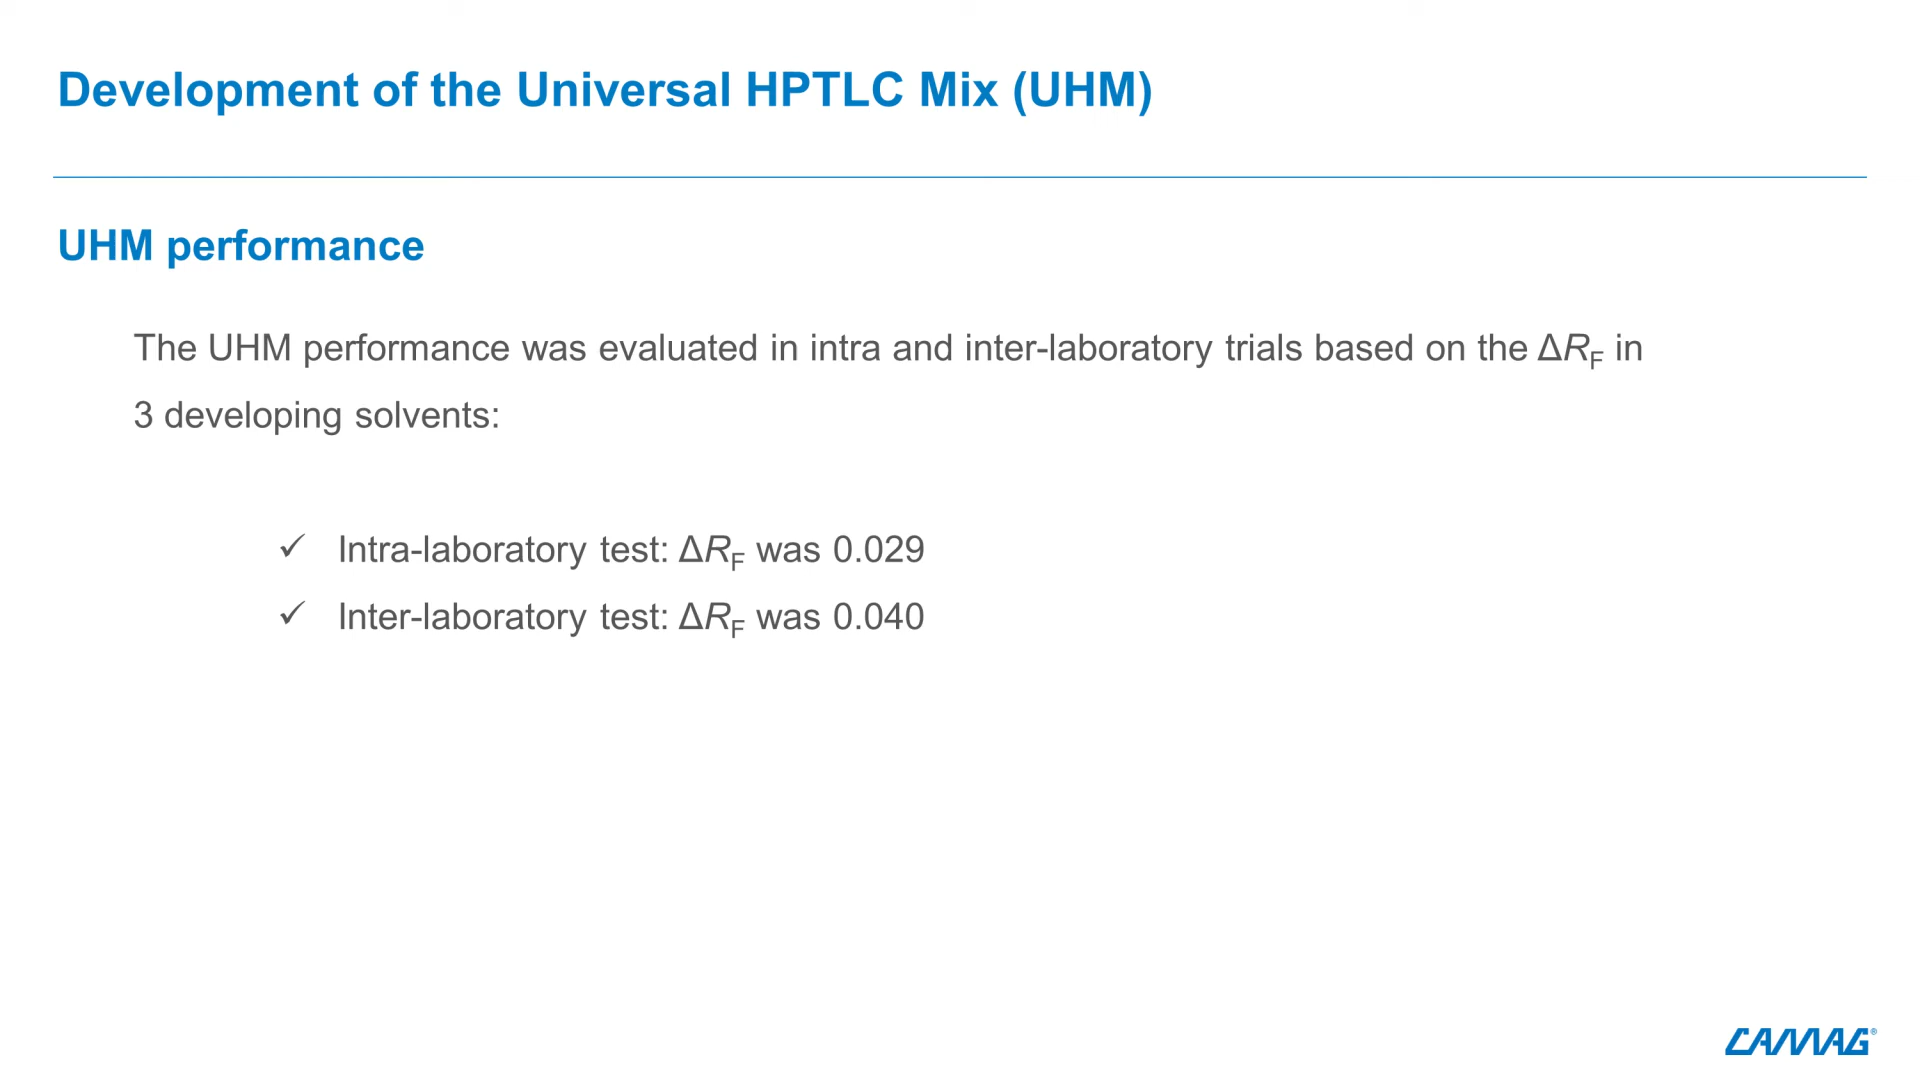 Development of the Universal HPTLC Mix (UHM)
UHM performance
The UHM performance was evaluated in intra and inter-laboratory trials based on the ΔRF in
3 developing solvents:
✓ Intra-laboratory test: ΔRF was 0.029
✓ Inter-laboratory test: ΔRF was 0.040
CAMAG®